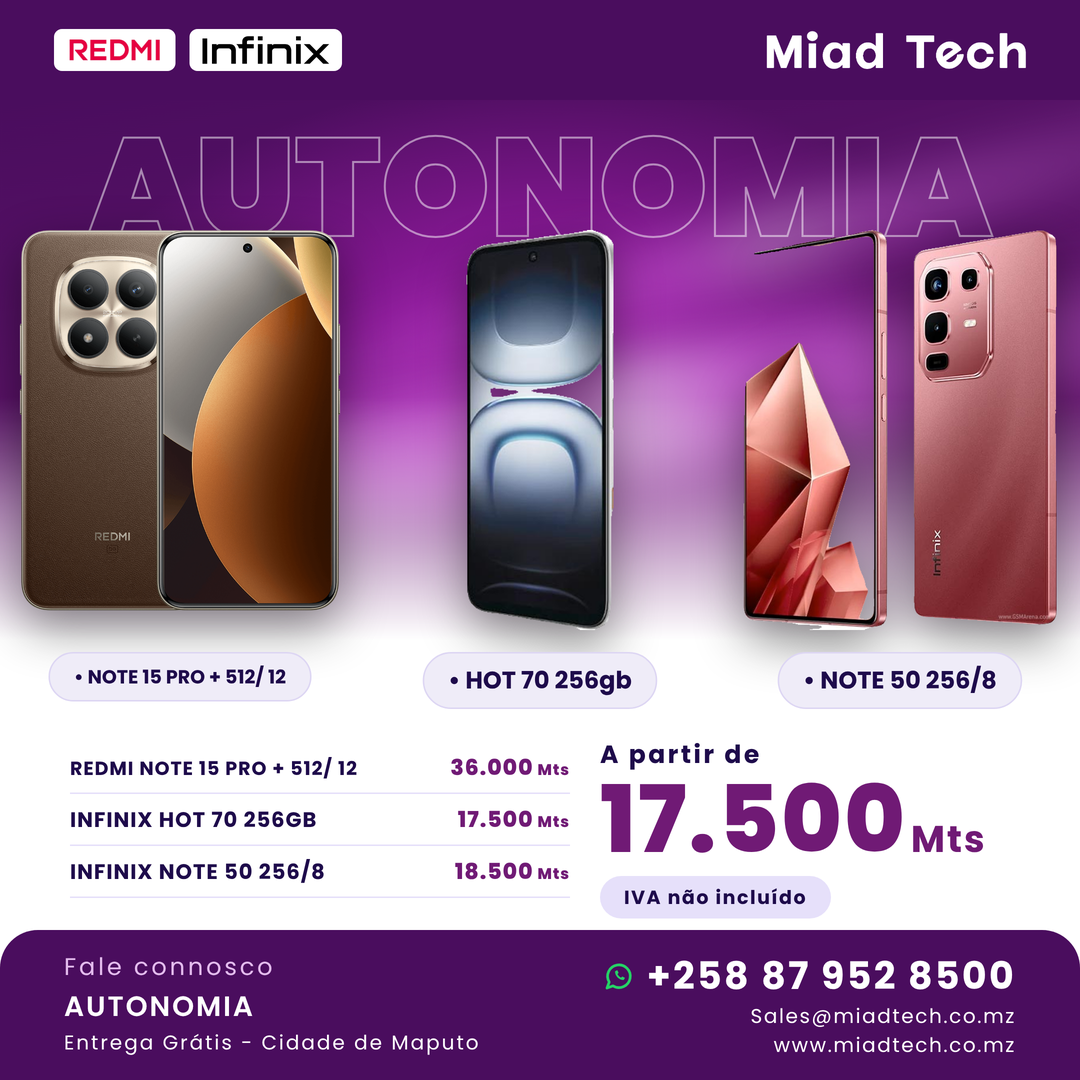 REDMI Infinix Miad Tech
AUTONOMIA
REDMI
Infinix
www.GSMArena.com
• NOTE 15 PRO + 512/ 12
• HOT 70 256gb
• NOTE 50 256/8
REDMI NOTE 15 PRO + 512/ 12 36.000 Mts
INFINIX HOT 70 256GB 17.500 Mts
INFINIX NOTE 50 256/8 18.500 Mts
A partir de
17.500 Mts
IVA não incluído
Fale connosco
AUTONOMIA
Entrega Grátis - Cidade de Maputo
+258 87 952 8500
Sales@miadtech.co.mz
www.miadtech.co.mz